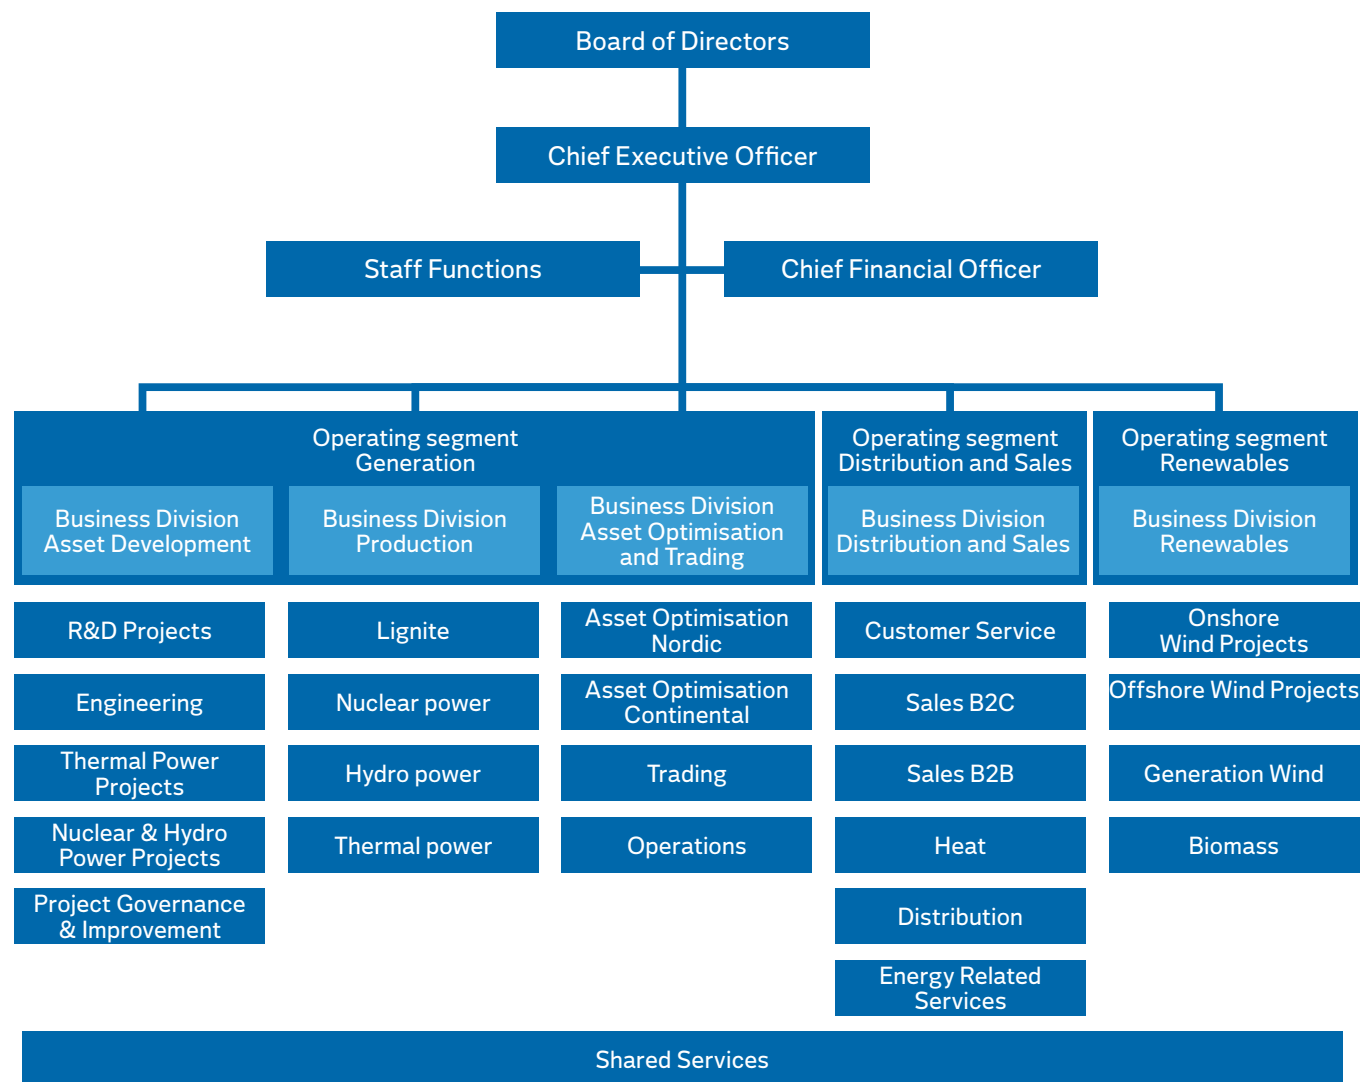 Board of Directors
Chief Executive Officer
Staff Functions
Chief Financial Officer
Operating segment
Generation
Operating segment
Distribution and Sales
Operating segment
Renewables
Business Division
Asset Development
Business Division
Production
Business Division
Asset Optimisation
and Trading
Business Division
Distribution and Sales
Business Division
Renewables
R&D Projects
Engineering
Thermal Power
Projects
Nuclear & Hydro
Power Projects
Project Governance
& Improvement
Lignite
Nuclear power
Hydro power
Thermal power
Asset Optimisation
Nordic
Asset Optimisation
Continental
Trading
Operations
Customer Service
Sales B2C
Sales B2B
Heat
Distribution
Energy Related
Services
Onshore
Wind Projects
Offshore Wind Projects
Generation Wind
Biomass
Shared Services